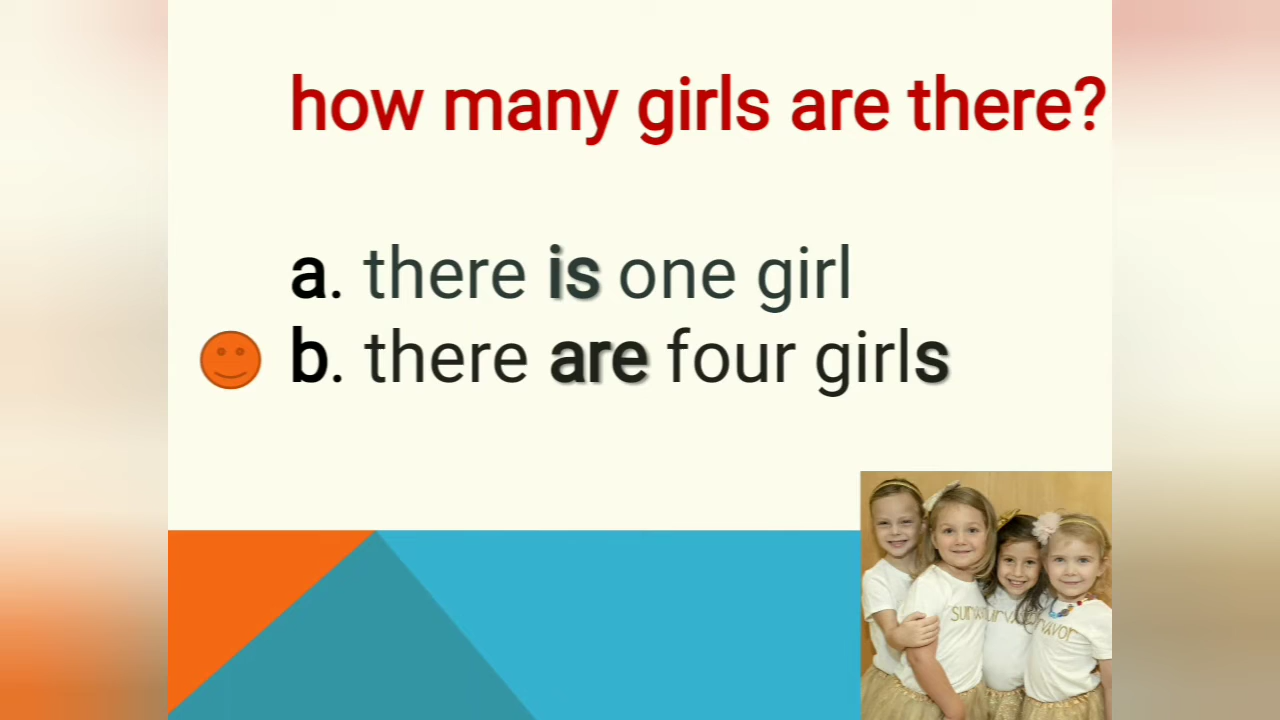 how many girls are there?
a. there is one girl
b. there are four girls